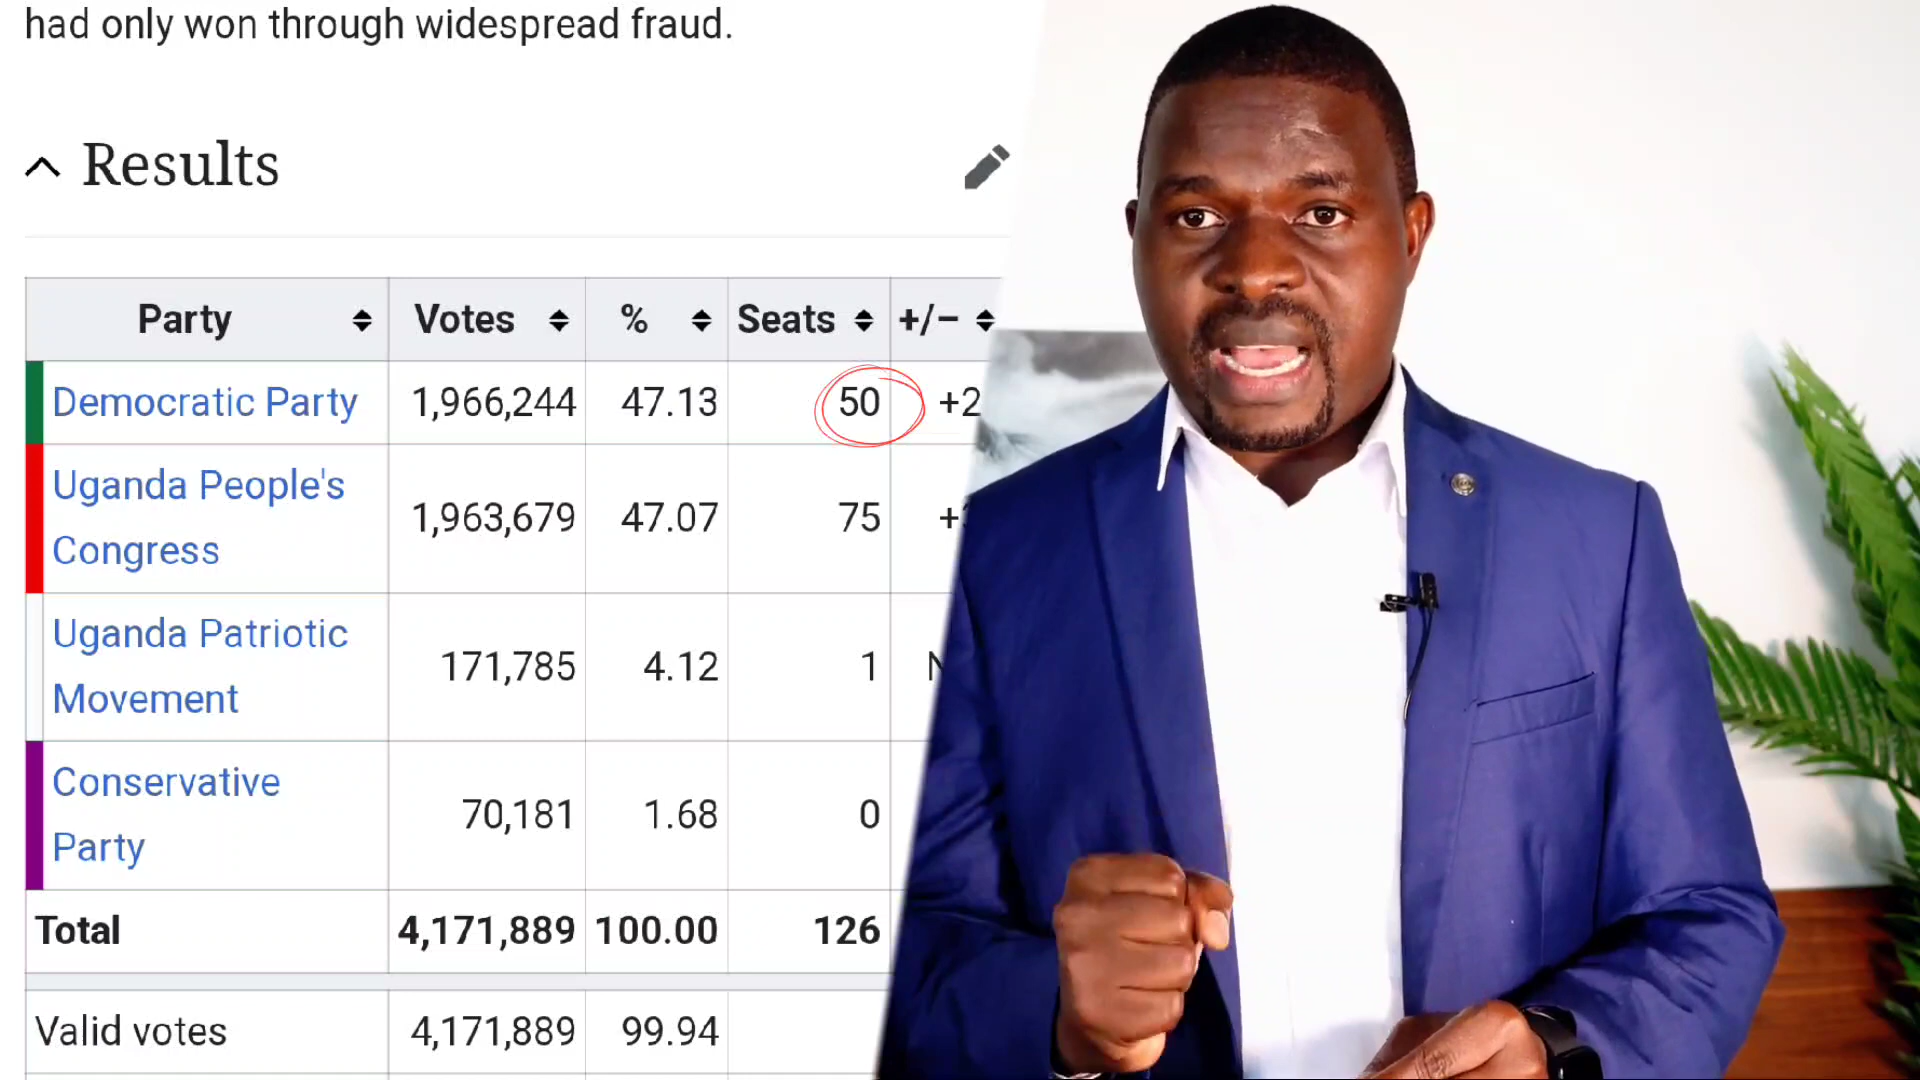 had only won through widespread fraud.
Results
Party Votes % Seats +/−
Democratic Party 1,966,244 47.13 50 +2
Uganda People's
Congress 1,963,679 47.07 75
Uganda Patriotic
Movement 171,785 4.12 1
Conservative
Party 70,181 1.68 0
Total 4,171,889 100.00 126
Valid votes 4,171,889 99.94